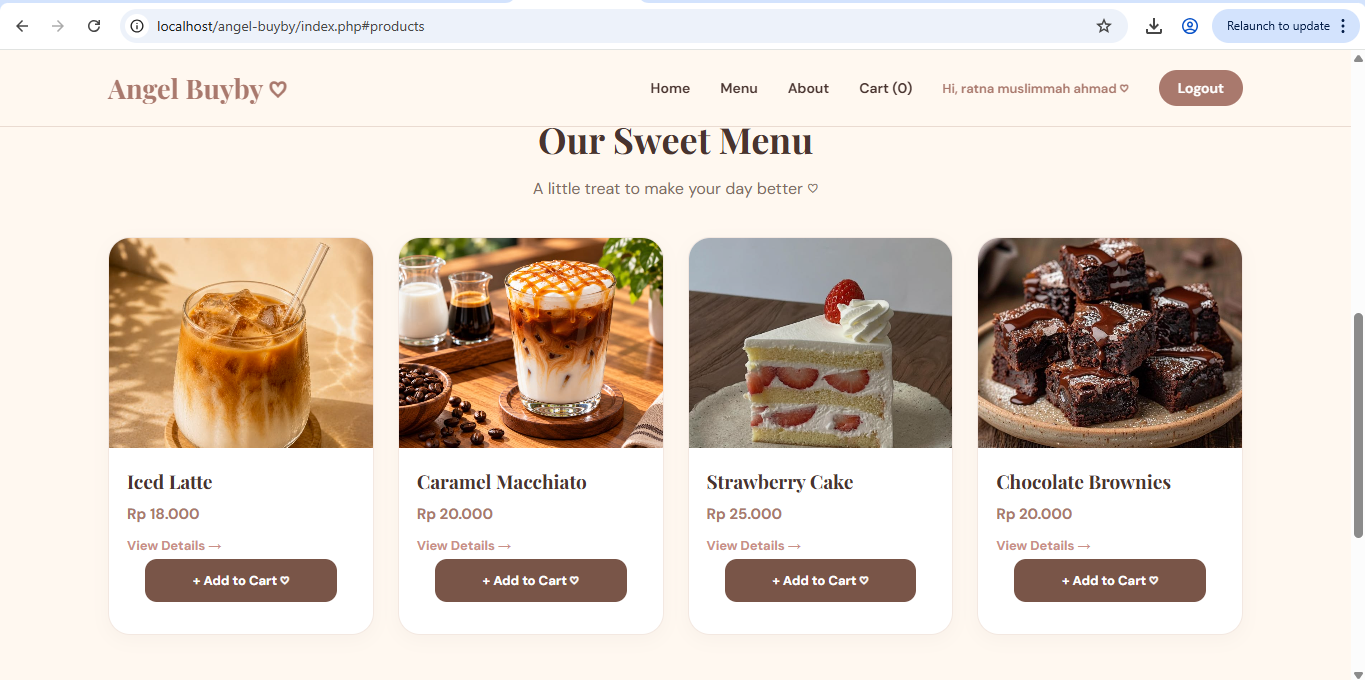 localhost/angel-buyby/index.php#products
Relaunch to update
Angel Buyby ♡
Home
Menu
About
Cart (0)
Hi, ratna muslimmah ahmad ♡
Logout
Our Sweet Menu
A little treat to make your day better ♡
Iced Latte
Rp 18.000
View Details →
+ Add to Cart ♡
Caramel Macchiato
Rp 20.000
View Details →
+ Add to Cart ♡
Strawberry Cake
Rp 25.000
View Details →
+ Add to Cart ♡
Chocolate Brownies
Rp 20.000
View Details →
+ Add to Cart ♡